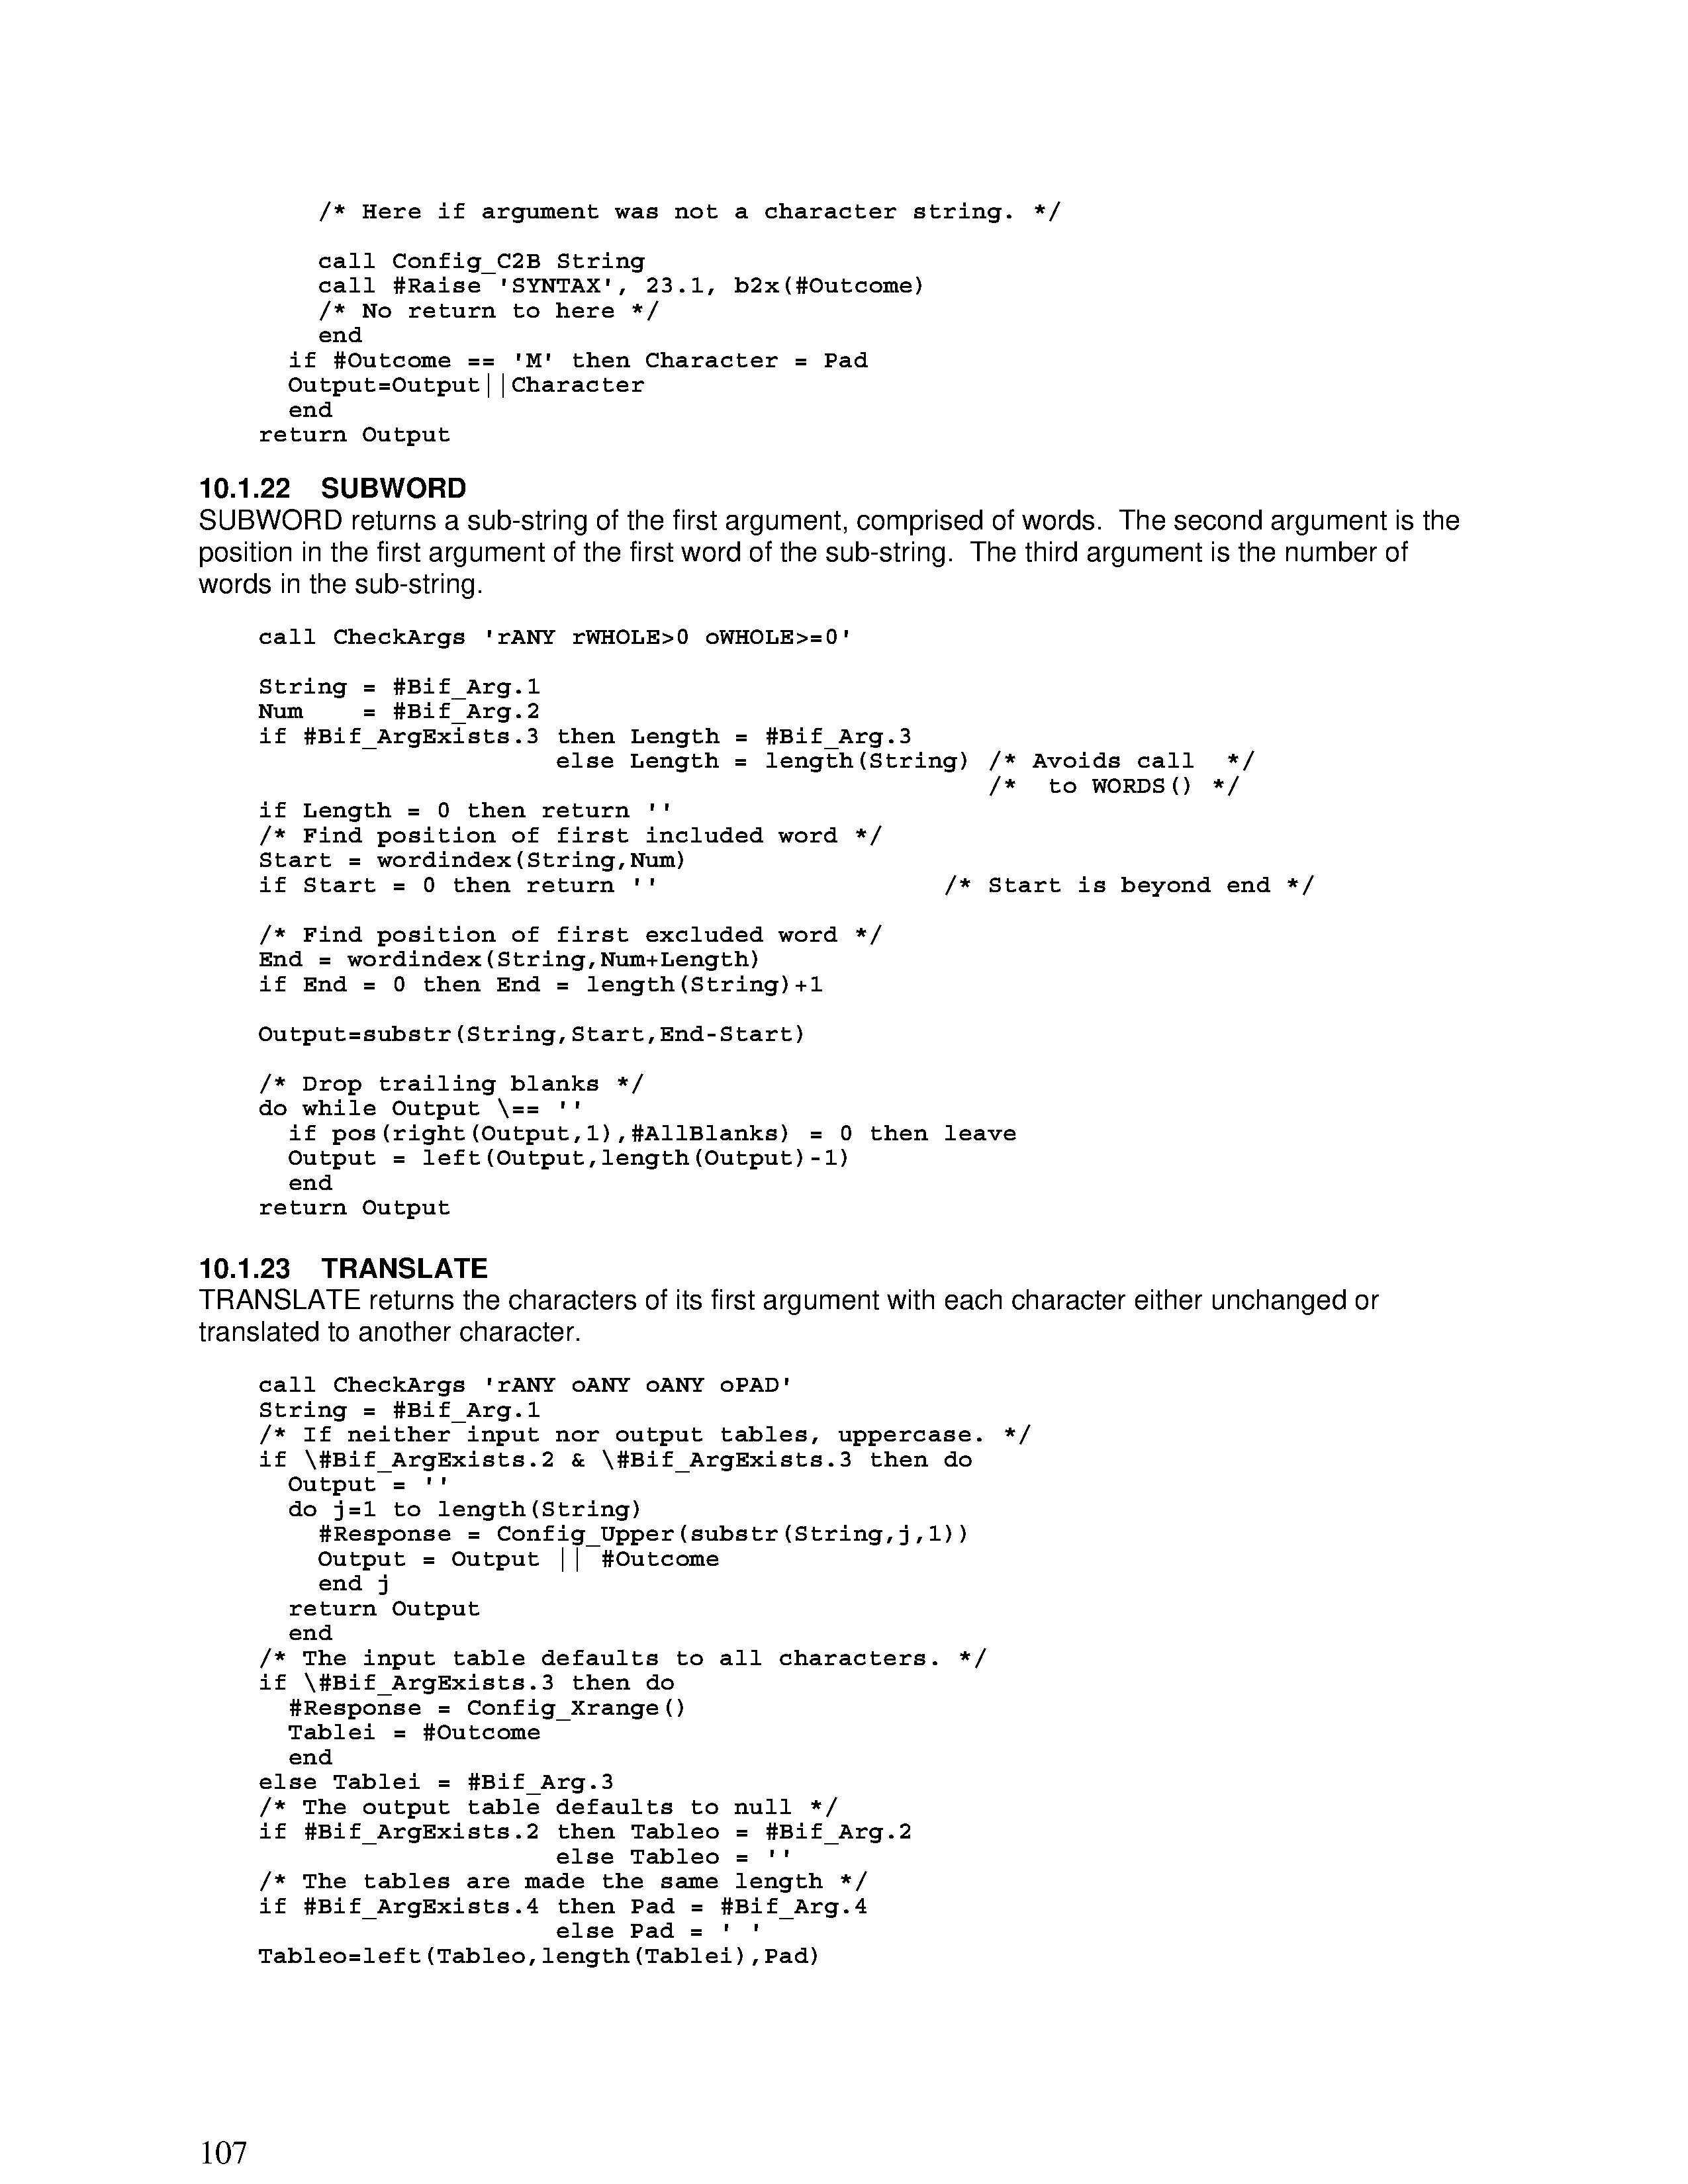 /* Here if argument was not a character string. */
call Config_C2B String
call #Raise 'SYNTAX', 23.1, b2x(#Outcome)
/* No return to here */
end
if #Outcome == 'M' then Character = Pad
Output=Output||Character
end
return Output
10.1.22 SUBWORD
SUBWORD returns a sub-string of the first argument, comprised of words. The second argument is the
position in the first argument of the first word of the sub-string. The third argument is the number of
words in the sub-string.
call CheckArgs 'rANY rWHOLE>0 oWHOLE>=0'
String = #Bif_Arg.1
Num = #Bif_Arg.2
if #Bif_ArgExists.3 then Length = #Bif_Arg.3
else Length = length(String) /* Avoids call */
/* to WORDS() */
if Length = 0 then return ''
/* Find position of first included word */
Start = wordindex(String,Num)
if Start = 0 then return '' /* Start is beyond end */
/* Find position of first excluded word */
End = wordindex(String,Num+Length)
if End = 0 then End = length(String)+1
Output=substr(String,Start,End-Start)
/* Drop trailing blanks */
do while Output \== ''
if pos(right(Output,1),#AllBlanks) = 0 then leave
Output = left(Output,length(Output)-1)
end
return Output
10.1.23 TRANSLATE
TRANSLATE returns the characters of its first argument with each character either unchanged or
translated to another character.
call CheckArgs 'rANY oANY oANY oPAD'
String = #Bif_Arg.1
/* If neither input nor output tables, uppercase. */
if \#Bif_ArgExists.2 & \#Bif_ArgExists.3 then do
Output = ''
do j=1 to length(String)
#Response = Config_Upper(substr(String,j,1))
Output = Output || #Outcome
end j
return Output
end
/* The input table defaults to all characters. */
if \#Bif_ArgExists.3 then do
#Response = Config_Xrange()
Tablei = #Outcome
end
else Tablei = #Bif_Arg.3
/* The output table defaults to null */
if #Bif_ArgExists.2 then Tableo = #Bif_Arg.2
else Tableo = ''
/* The tables are made the same length */
if #Bif_ArgExists.4 then Pad = #Bif_Arg.4
else Pad = ' '
Tableo=left(Tableo,length(Tablei),Pad)
107